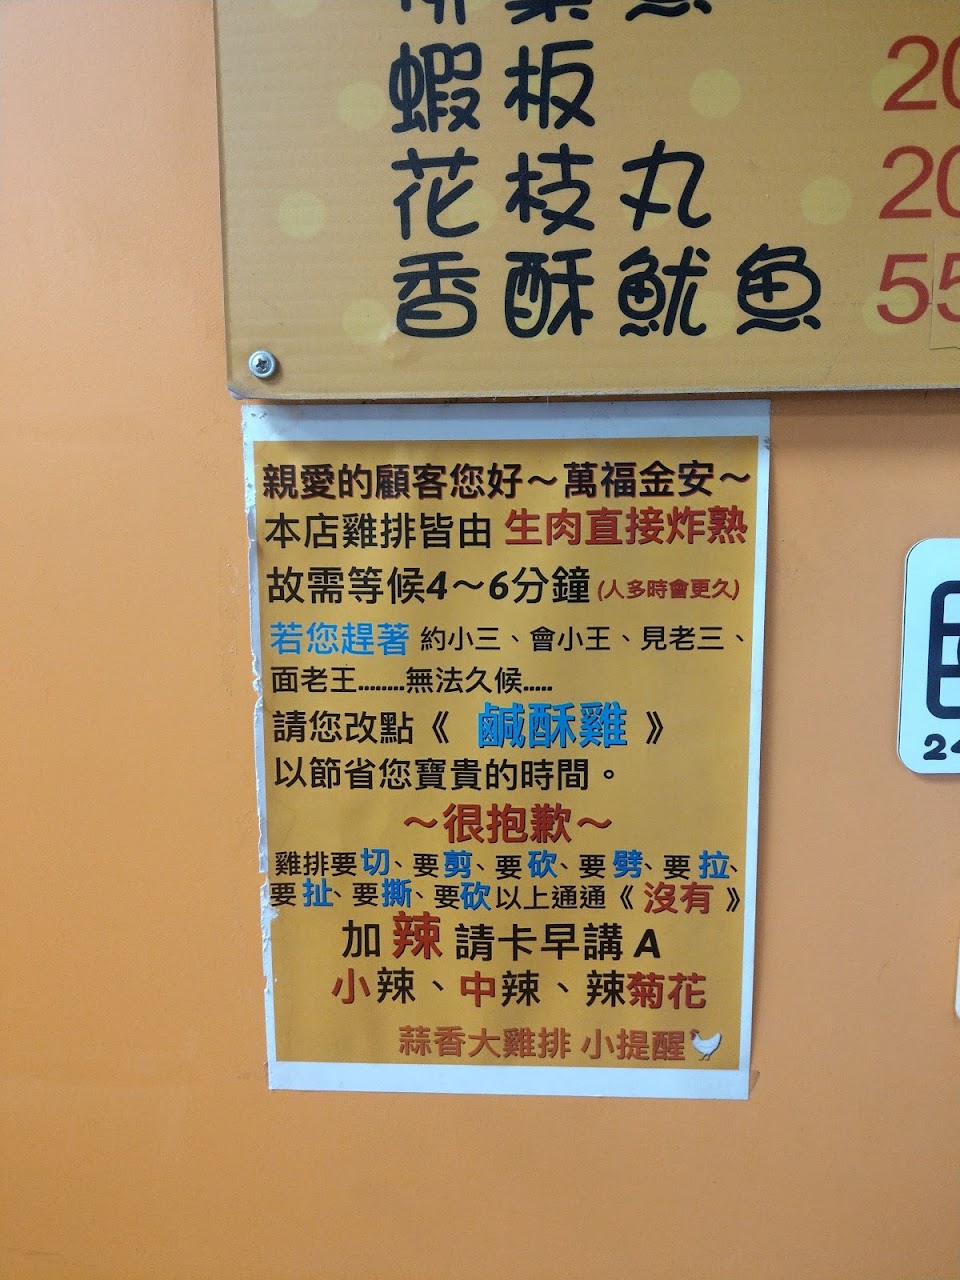 蝦板 20
花枝丸 20
香酥魷魚 55
親愛的顧客您好～萬福金安～
本店雞排皆由 生肉直接炸熟
故需等候4～6分鐘 (人多時會更久)
若您趕著 約小三、會小王、見老三、
面老王........無法久候.....
請您改點《 鹹酥雞 》
以節省您寶貴的時間。
～很抱歉～
雞排要切、要剪、要砍、要劈、要拉、
要扯、要撕、要砍以上通通《 沒有 》
加 辣 請卡早講 A
小辣、中辣、辣菊花
蒜香大雞排 小提醒